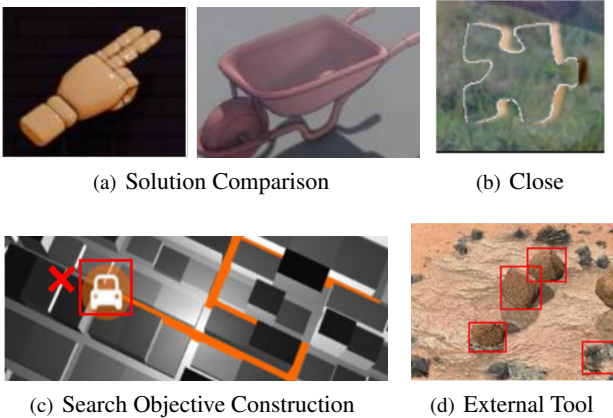 (a) Solution Comparison
(b) Close
(c) Search Objective Construction
(d) External Tool